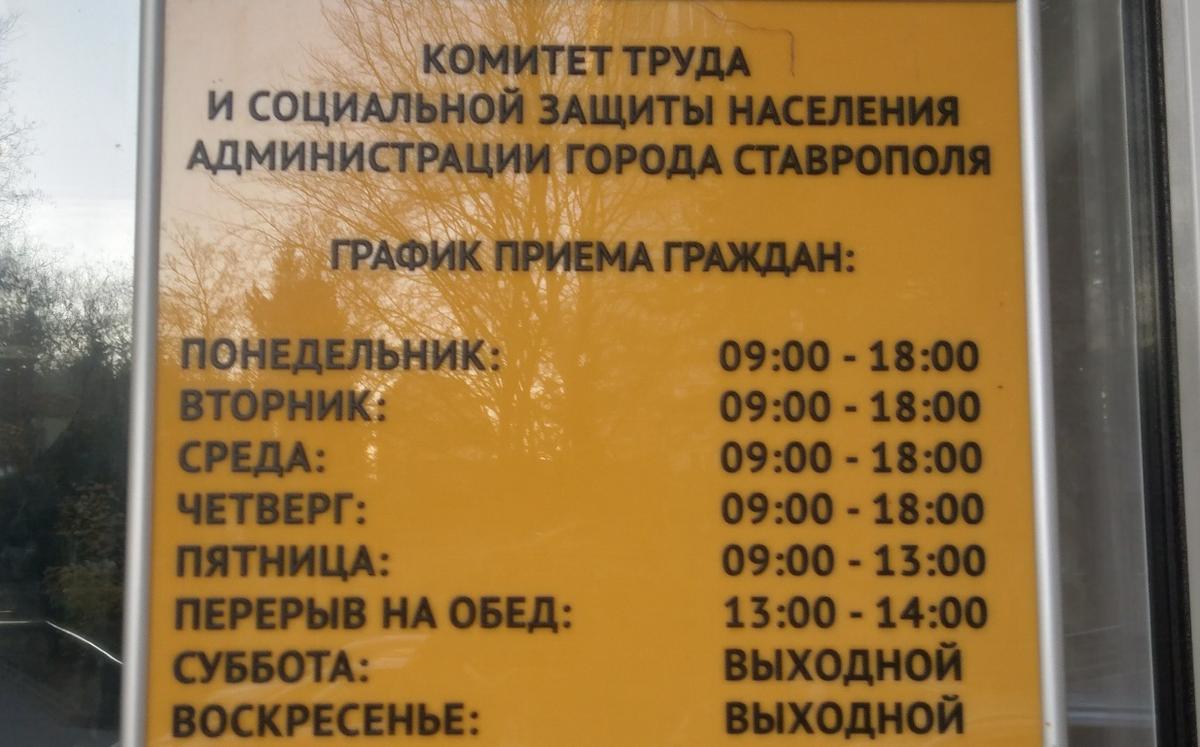 КОМИТЕТ ТРУДА
И СОЦИАЛЬНОЙ ЗАЩИТЫ НАСЕЛЕНИЯ
АДМИНИСТРАЦИИ ГОРОДА СТАВРОПОЛЯ
ГРАФИК ПРИЕМА ГРАЖДАН:
ПОНЕДЕЛЬНИК: 09:00 - 18:00
ВТОРНИК: 09:00 - 18:00
СРЕДА: 09:00 - 18:00
ЧЕТВЕРГ: 09:00 - 18:00
ПЯТНИЦА: 09:00 - 13:00
ПЕРЕРЫВ НА ОБЕД: 13:00 - 14:00
СУББОТА: ВЫХОДНОЙ
ВОСКРЕСЕНЬЕ: ВЫХОДНОЙ